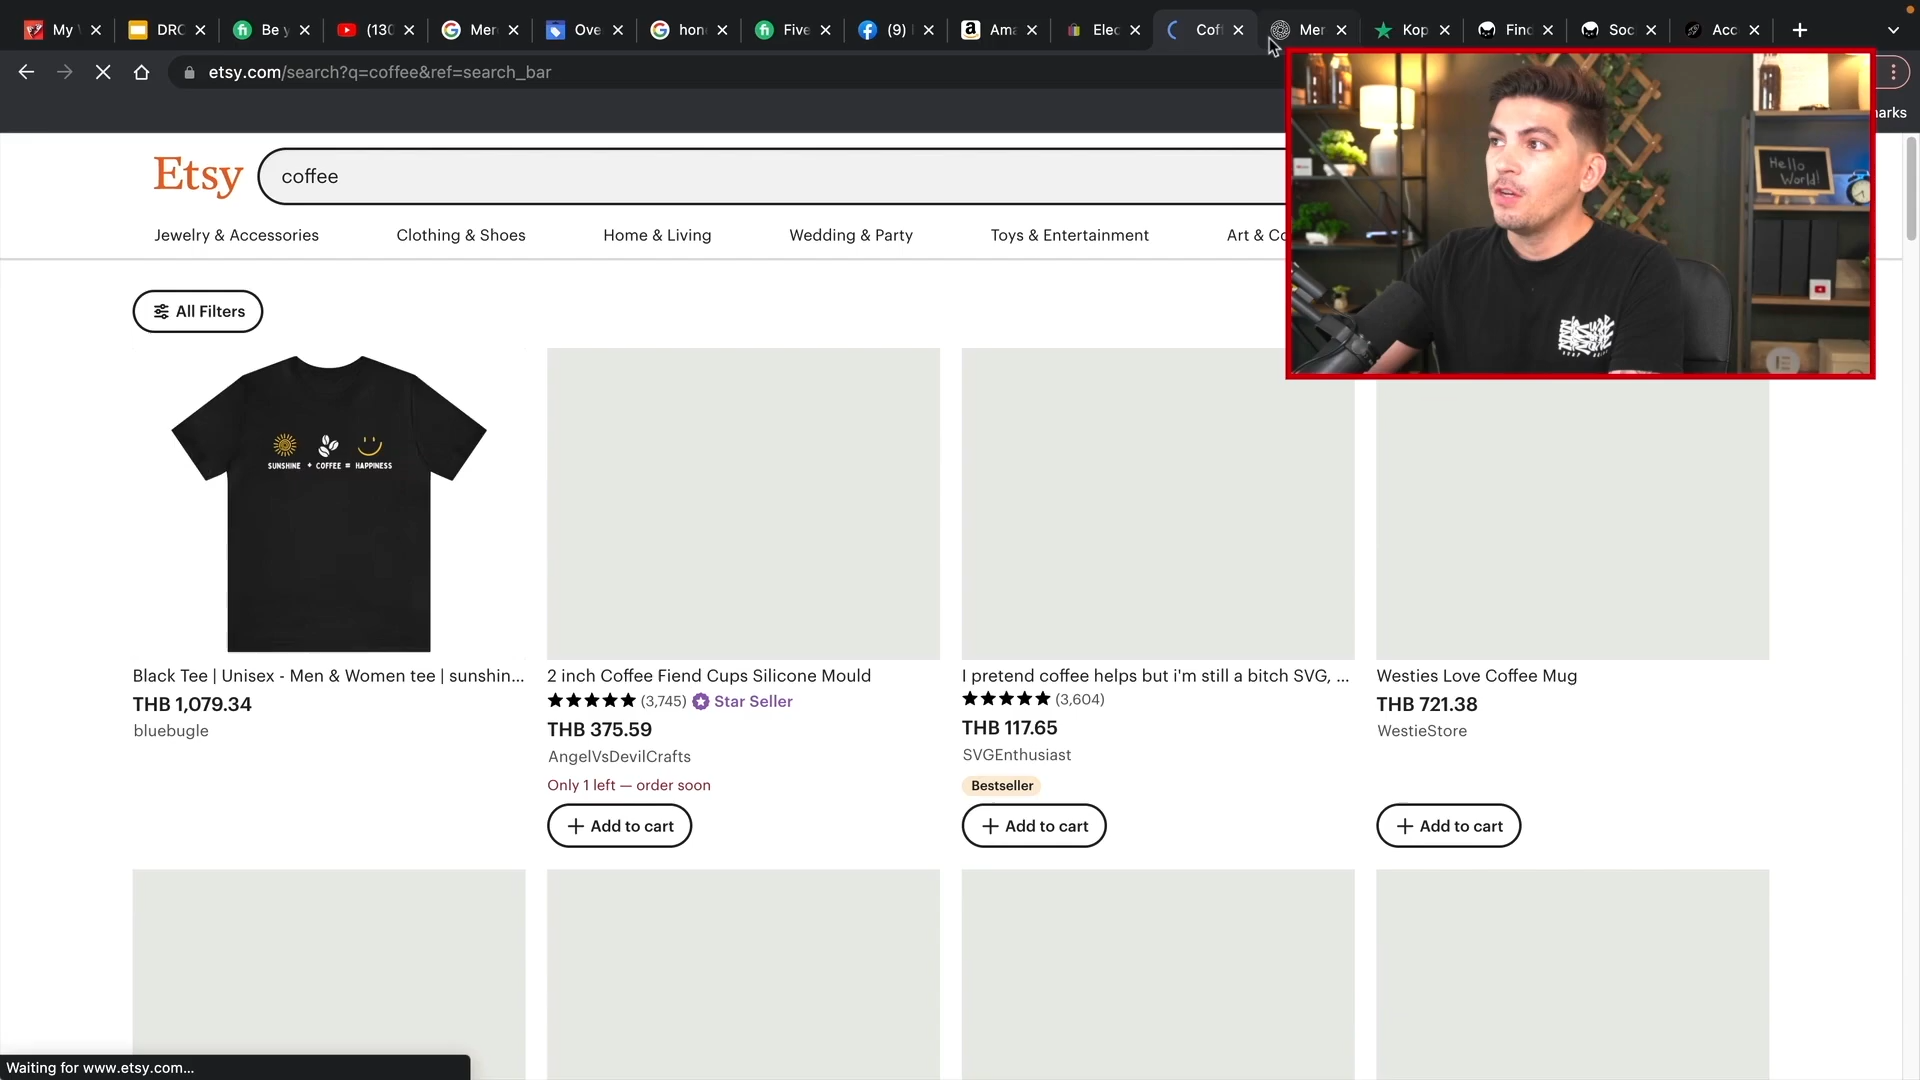 My
DRC
Be y
(130
Mer
Ove
hon
Five
(9)
Ama
Elec
Cof
Mer
Kop
Find
Soc
Acc
etsy.com/search?q=coffee&ref=search_bar
arks
Etsy
coffee
Jewelry & Accessories
Clothing & Shoes
Home & Living
Wedding & Party
Toys & Entertainment
Art & Co
Hello
World!
All Filters
SUNSHINE + COFFEE = HAPPINESS
Black Tee | Unisex - Men & Women tee | sunshin...
THB 1,079.34
bluebugle
2 inch Coffee Fiend Cups Silicone Mould
(3,745) Star Seller
THB 375.59
AngelVsDevilCrafts
Only 1 left — order soon
+ Add to cart
I pretend coffee helps but i'm still a bitch SVG, ...
(3,604)
THB 117.65
SVGEnthusiast
Bestseller
+ Add to cart
Westies Love Coffee Mug
THB 721.38
WestieStore
+ Add to cart
Waiting for www.etsy.com...